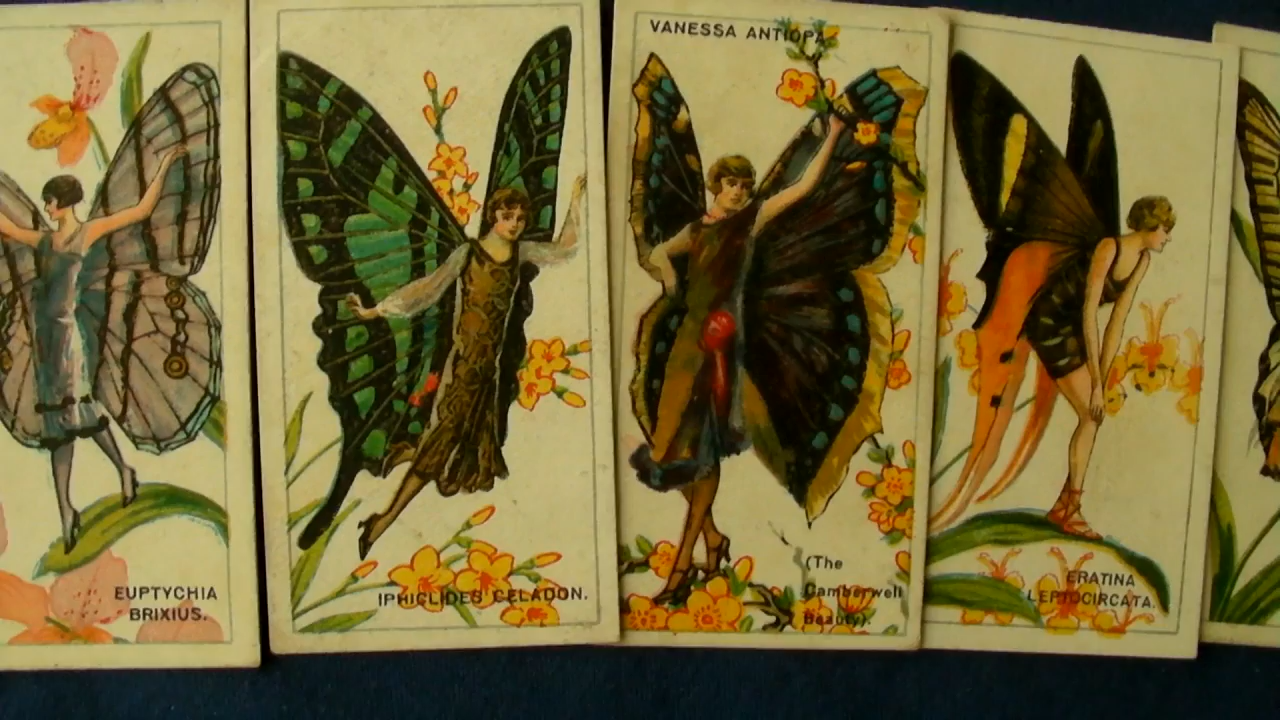 EUPTYCHIA
BRIXIUS.
IPHICLIDES CELADON.
VANESSA ANTIOPA
(The
Camberwell
Beauty).
ERATINA
LEPTOCIRCATA.